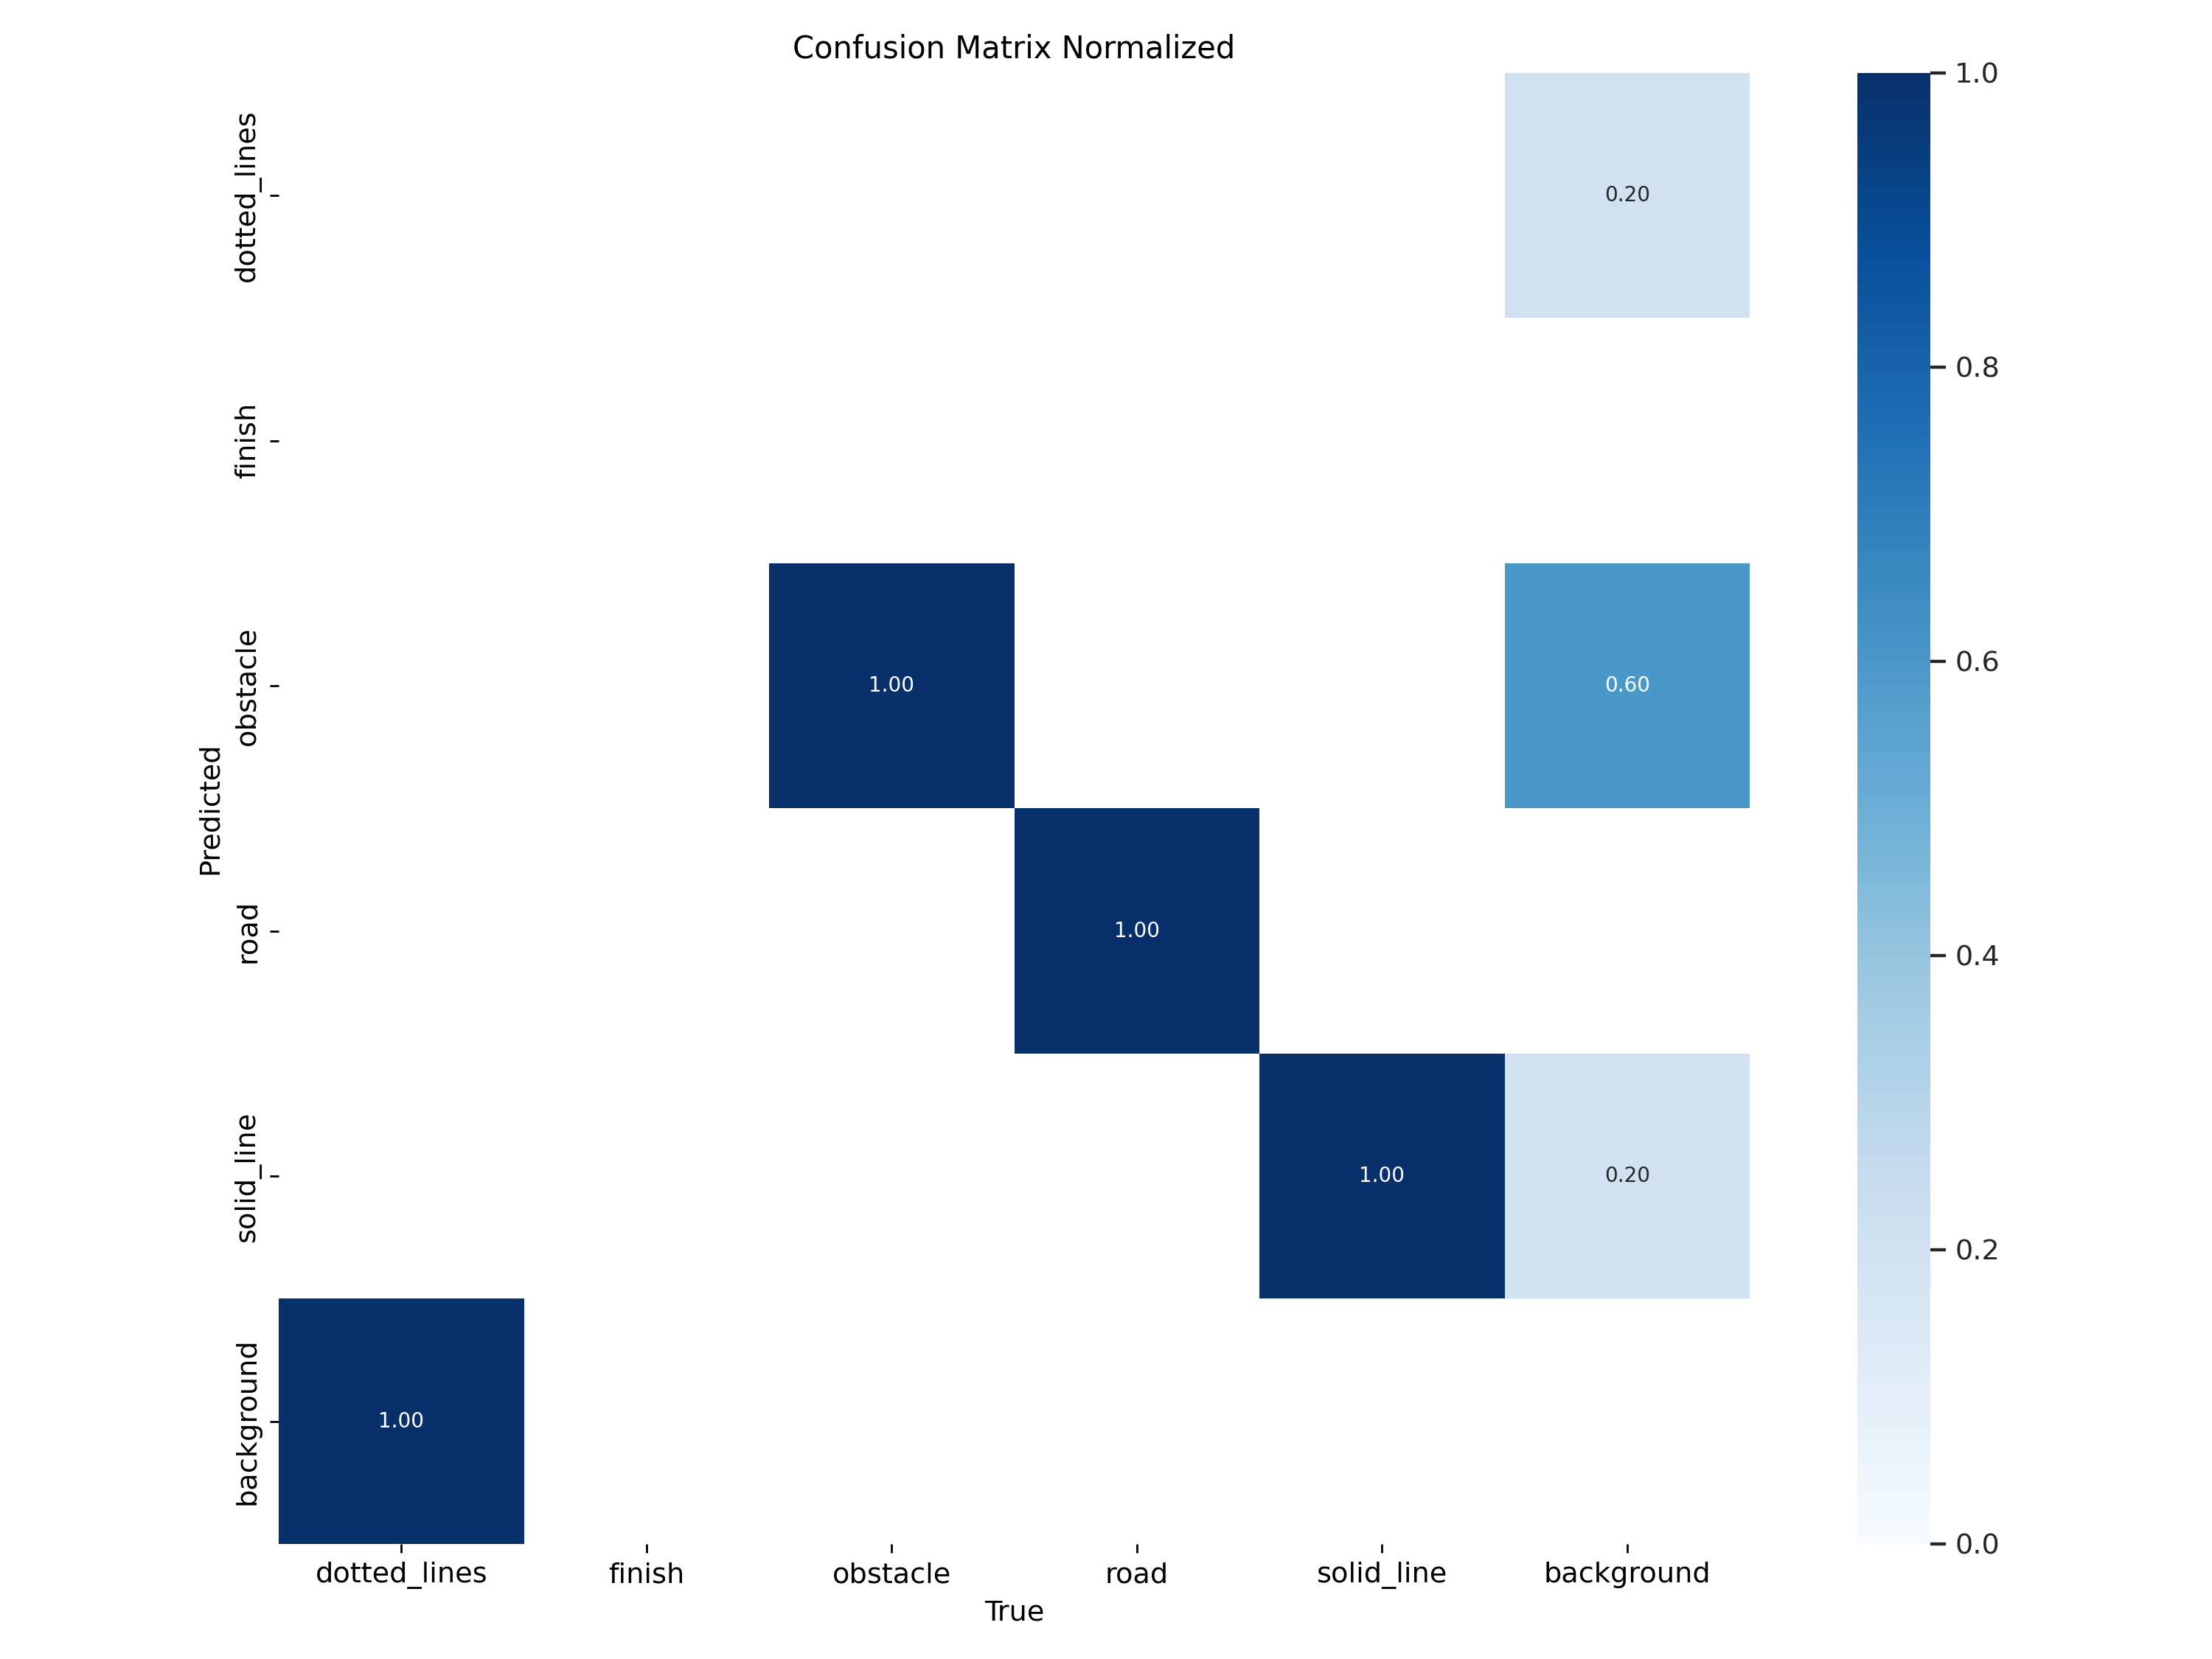 Confusion Matrix Normalized
dotted_lines
finish
obstacle
road
solid_line
background
Predicted
0.20
1.00
0.60
1.00
1.00
0.20
1.00
dotted_lines
finish
obstacle
road
solid_line
background
True
1.0
0.8
0.6
0.4
0.2
0.0